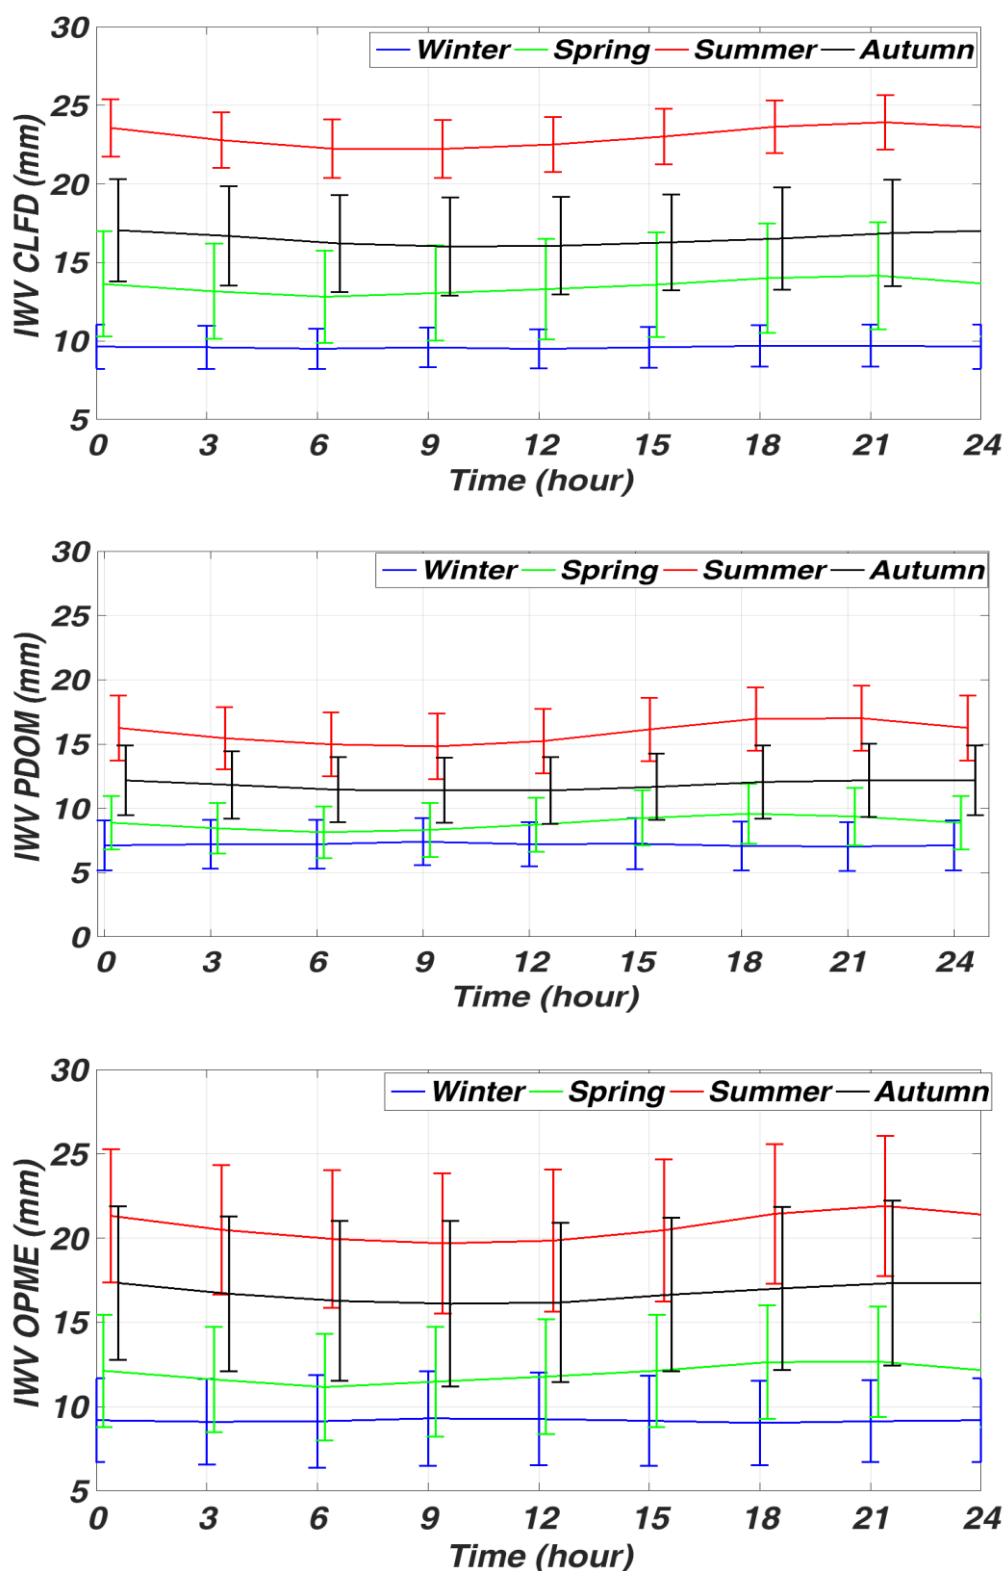 IWV CLFD (mm)
30
25
20
15
10
5
Winter Spring Summer Autumn
0 3 6 9 12 15 18 21 24
Time (hour)
IWV PDOM (mm)
30
25
20
15
10
5
0
Winter Spring Summer Autumn
0 3 6 9 12 15 18 21 24
Time (hour)
IWV OPME (mm)
30
25
20
15
10
5
Winter Spring Summer Autumn
0 3 6 9 12 15 18 21 24
Time (hour)